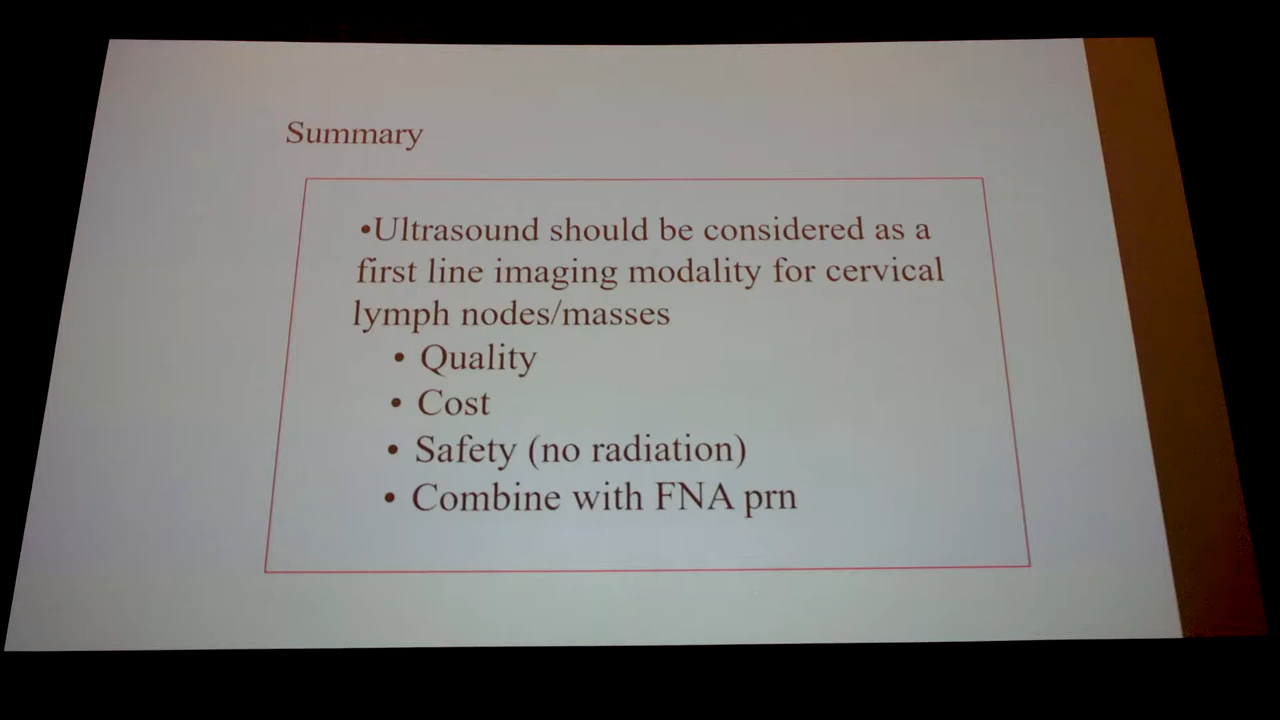 Summary
•Ultrasound should be considered as a
first line imaging modality for cervical
lymph nodes/masses
• Quality
• Cost
• Safety (no radiation)
• Combine with FNA prn